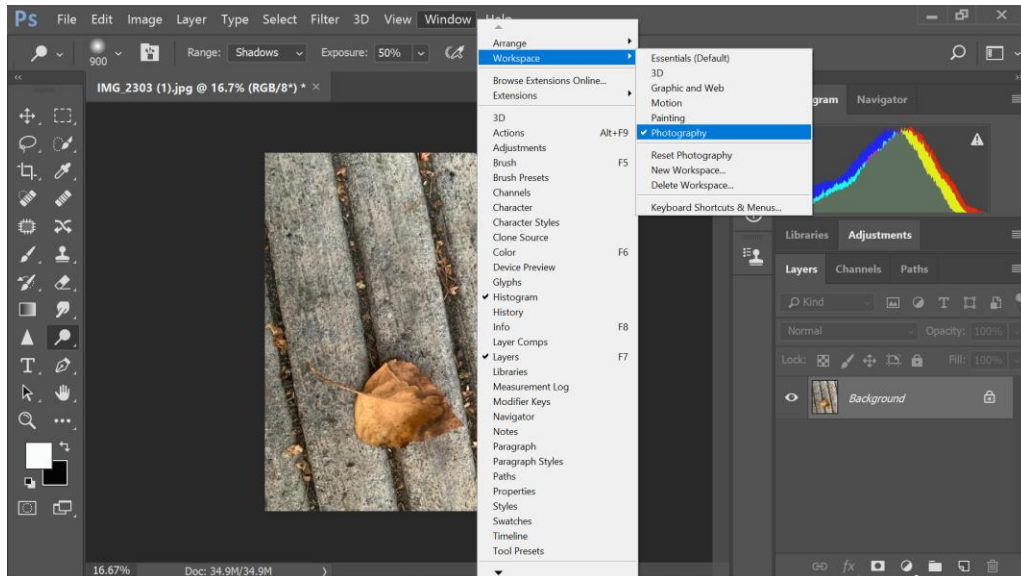 Ps File Edit Image Layer Type Select Filter 3D View Window
900 Range: Shadows Exposure: 50%
IMG_2303 (1).jpg @ 16.7% (RGB/8*) * ×
Arrange
Workspace
Browse Extensions Online...
Extensions
3D
Actions Alt+F9
Adjustments
Brush F5
Brush Presets
Channels
Character
Character Styles
Clone Source
Color F6
Device Preview
Glyphs
Histogram
History
Info F8
Layer Comps
Layers F7
Libraries
Measurement Log
Modifier Keys
Navigator
Notes
Paragraph
Paragraph Styles
Paths
Properties
Styles
Swatches
Timeline
Tool Presets
Essentials (Default)
3D
Graphic and Web
Motion
Painting
Photography
Reset Photography
New Workspace...
Delete Workspace...
Keyboard Shortcuts & Menus...
gram Navigator
Libraries Adjustments
Layers Channels Paths
Kind
Normal Opacity: 100%
Lock: Fill: 100%
Background
16.67% Doc: 34.9M/34.9M